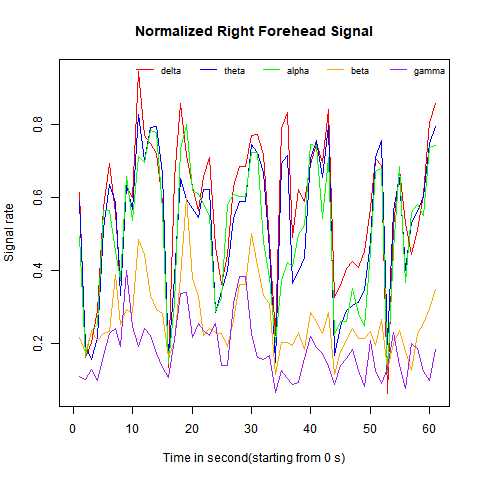 Normalized Right Forehead Signal
delta theta alpha beta gamma
Signal rate
0.8
0.6
0.4
0.2
0 10 20 30 40 50 60
Time in second(starting from 0 s)